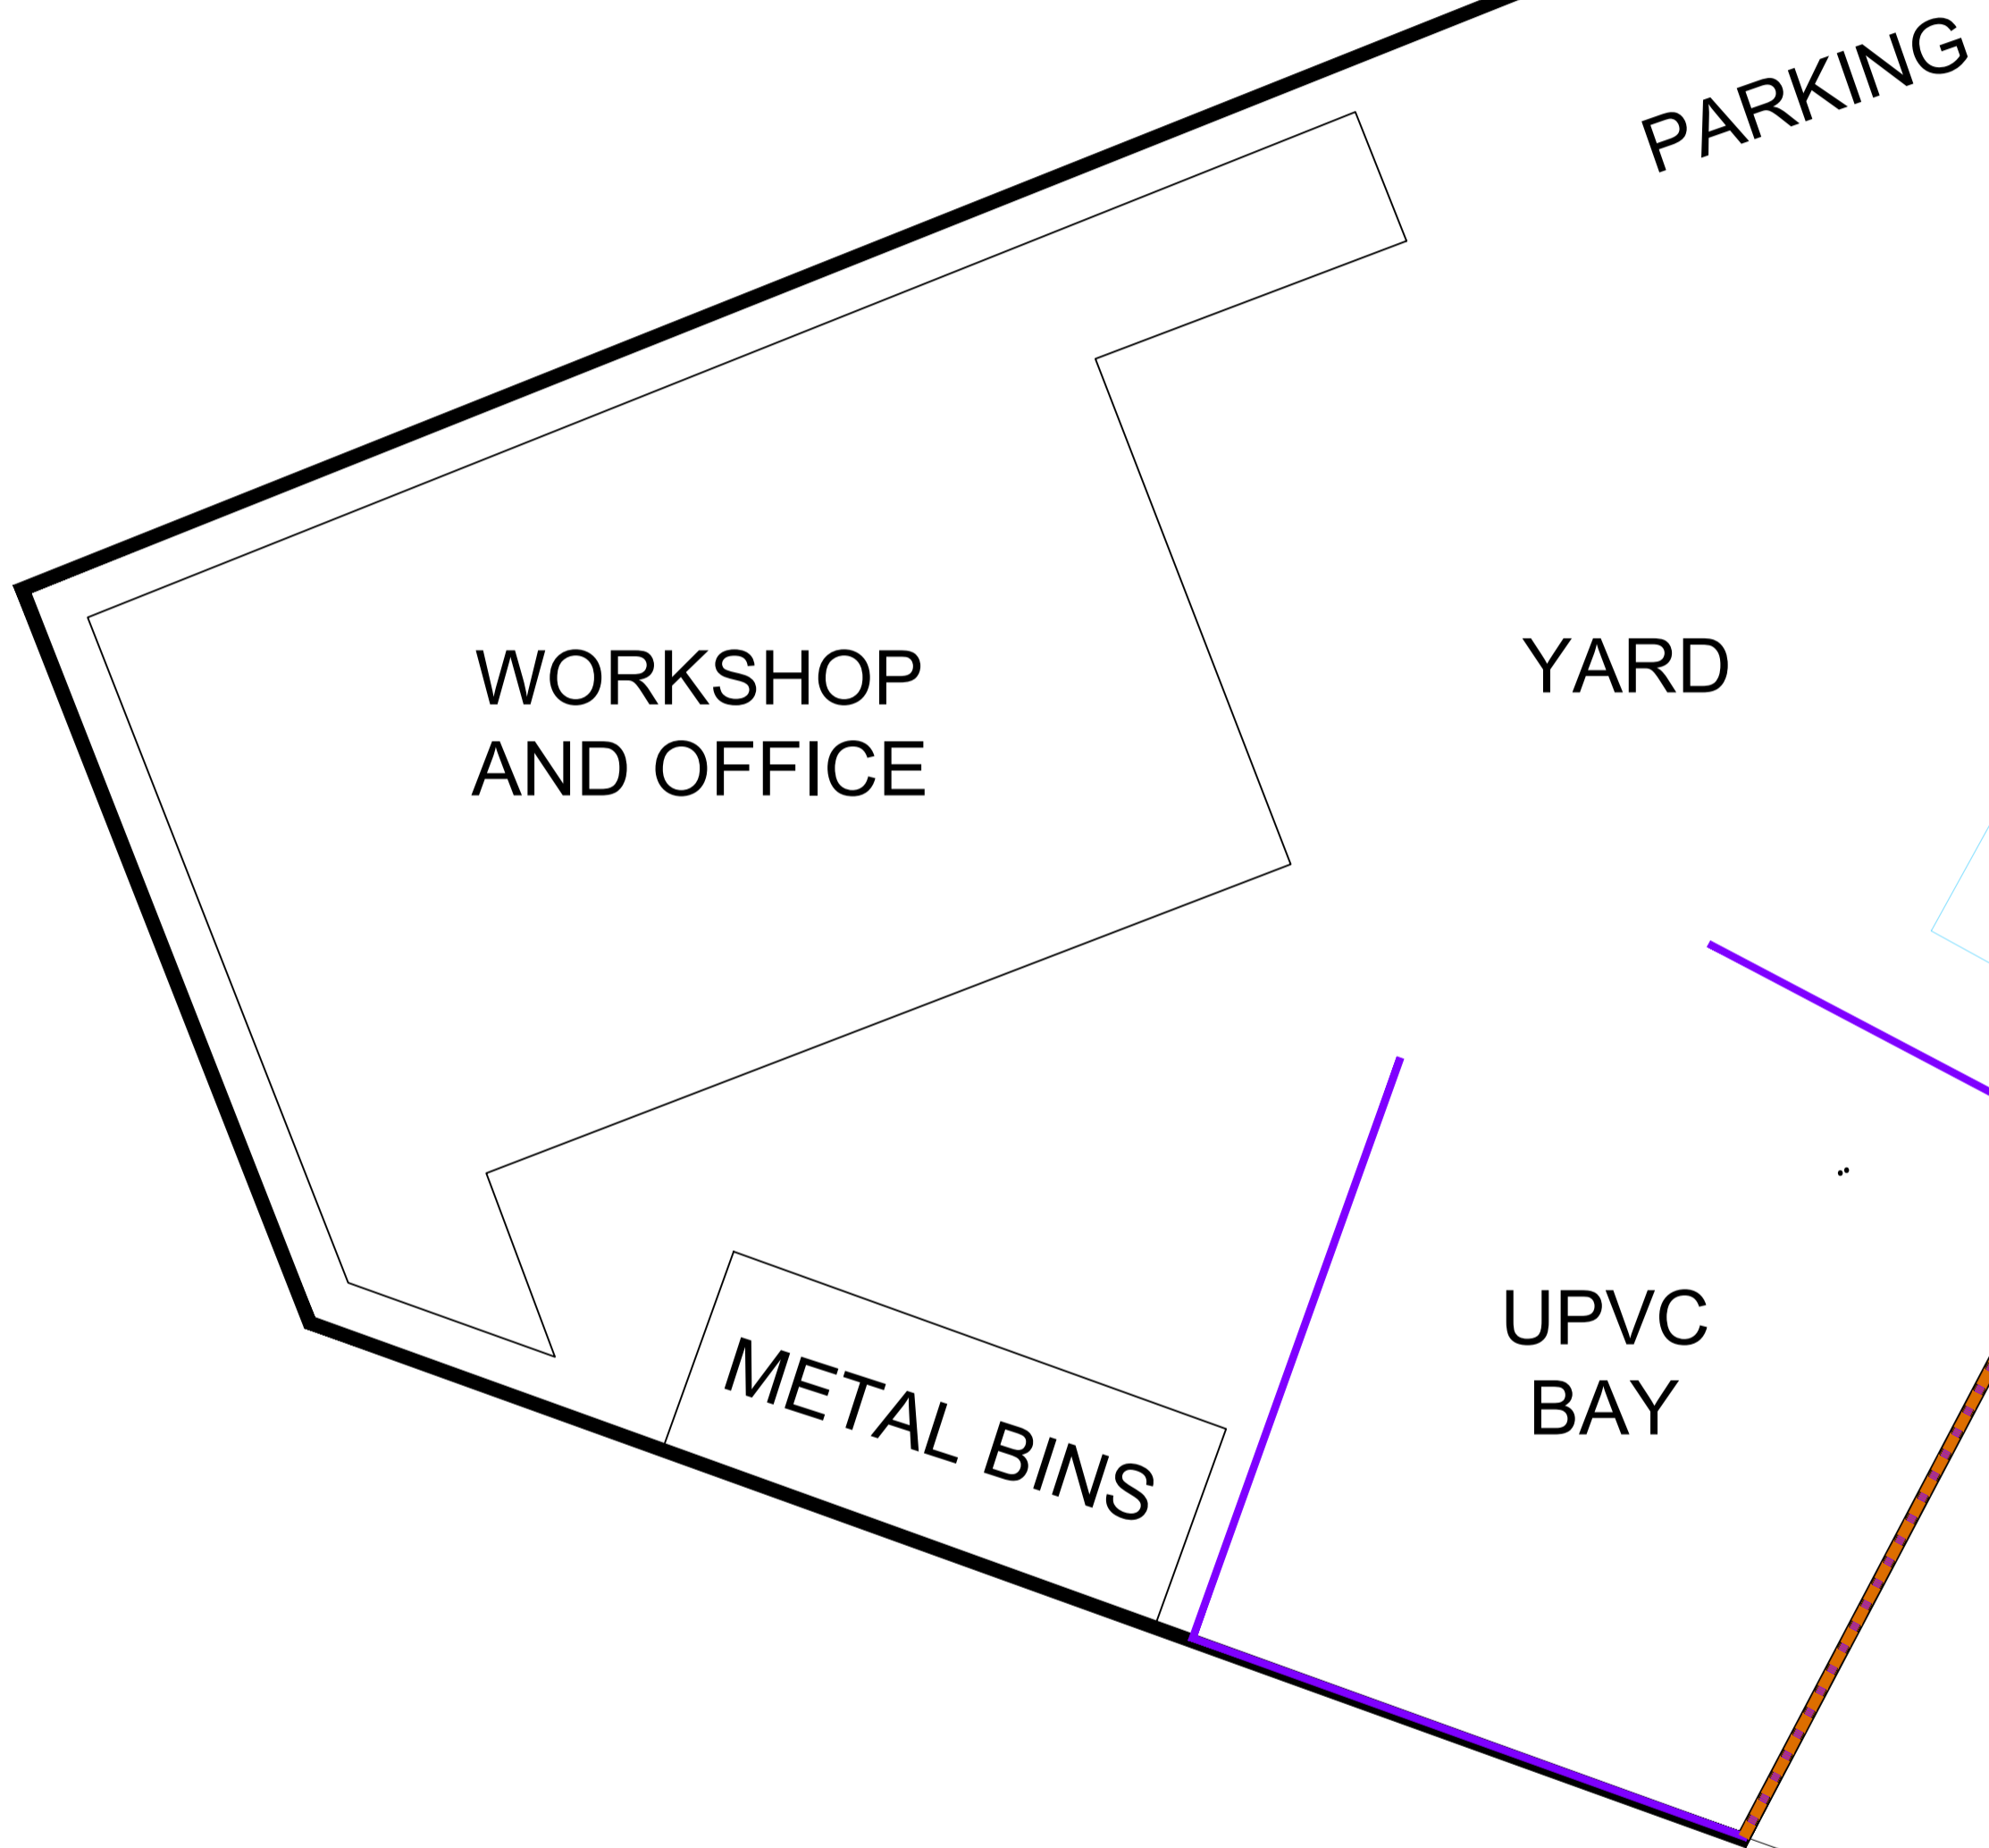 PARKING
WORKSHOP
AND OFFICE
YARD
UPVC
BAY
METAL BINS